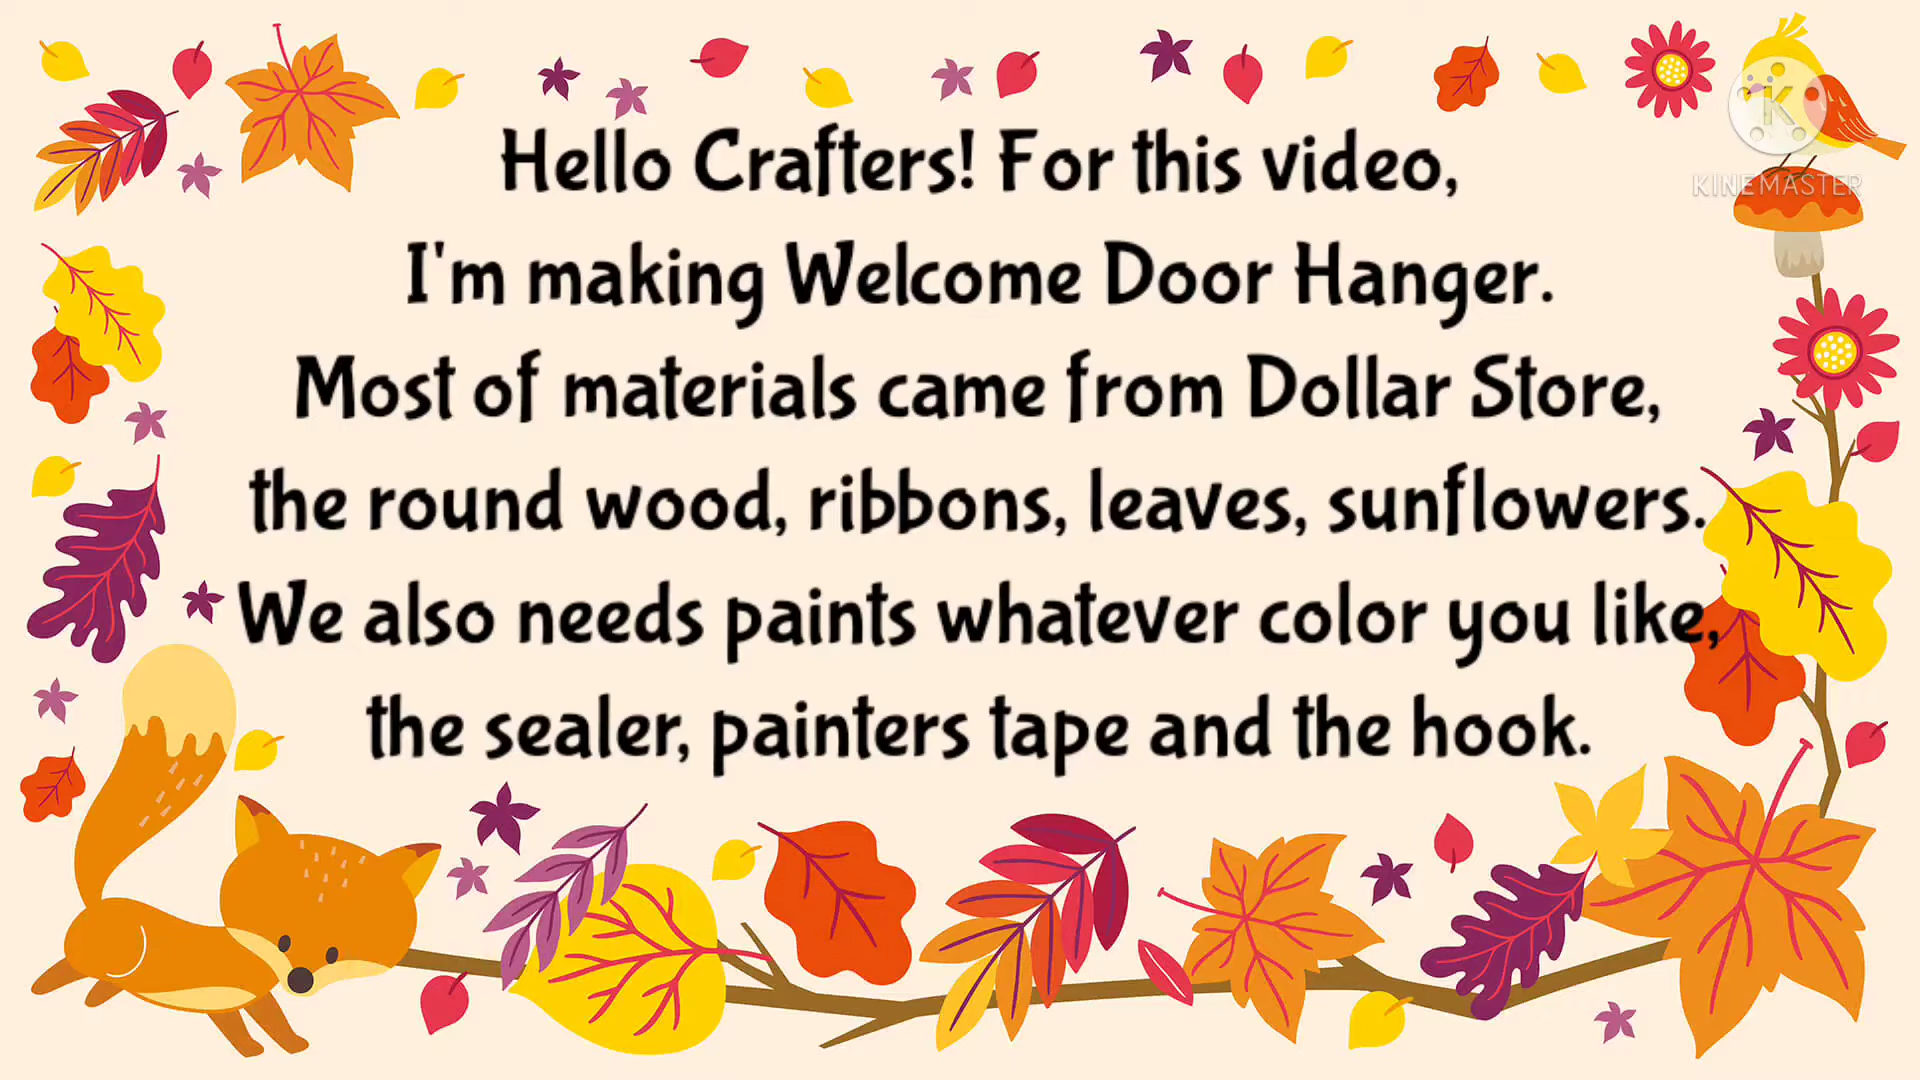 Hello Crafters! For this video,
I'm making Welcome Door Hanger.
Most of materials came from Dollar Store,
the round wood, ribbons, leaves, sunflowers.
We also needs paints whatever color you like,
the sealer, painters tape and the hook.
K
KINEMASTER